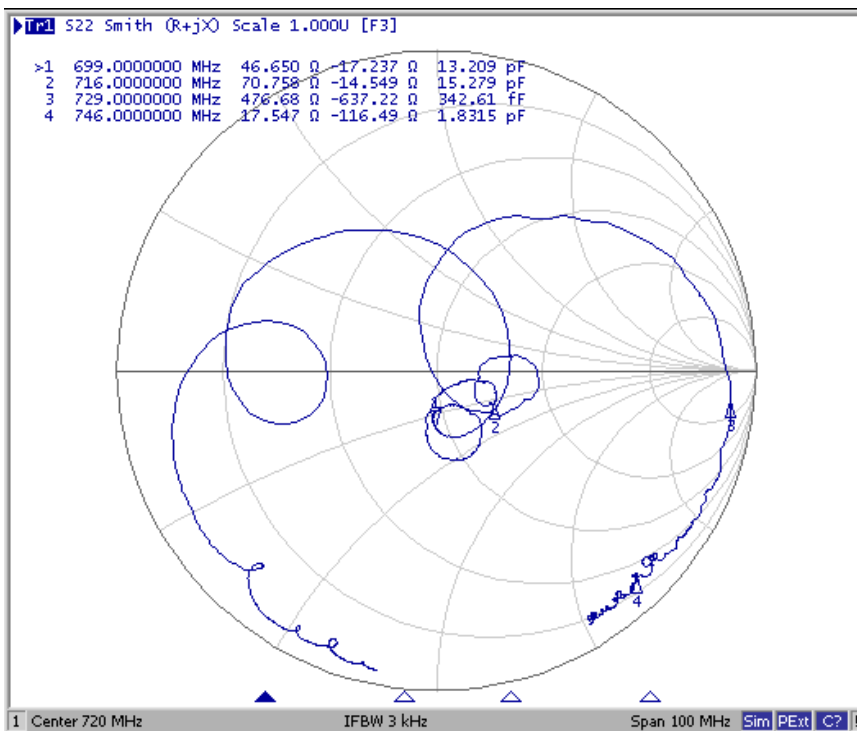 Tr1 S22 Smith (R+jX) Scale 1.000U [F3]
>1 699.0000000 MHz 46.650 Ω -17.237 Ω 13.209 pF
2 716.0000000 MHz 70.758 Ω -14.549 Ω 15.279 pF
3 729.0000000 MHz 476.68 Ω -637.22 Ω 342.61 fF
4 746.0000000 MHz 17.547 Ω -116.49 Ω 1.8315 pF
2
3
4
1 Center 720 MHz IFBW 3 kHz Span 100 MHz Sim PExt C?